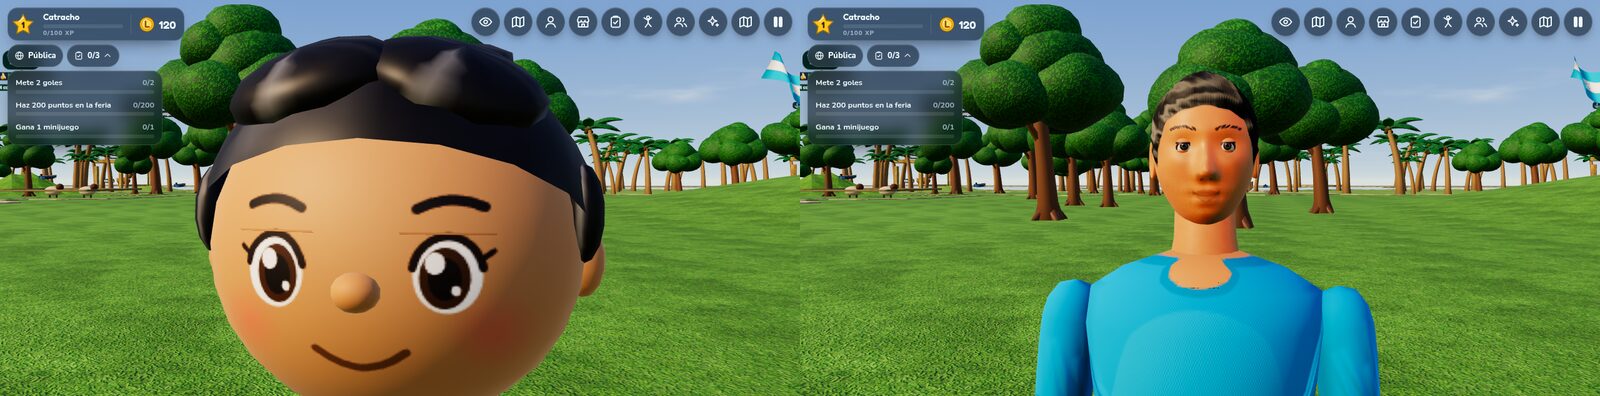 1
Catracho
0/100 XP
L 120
Pública
0/3
Mete 2 goles 0/2
Haz 200 puntos en la feria 0/200
Gana 1 minijuego 0/1
1
Catracho
0/100 XP
L 120
Pública
0/3
Mete 2 goles 0/2
Haz 200 puntos en la feria 0/200
Gana 1 minijuego 0/1